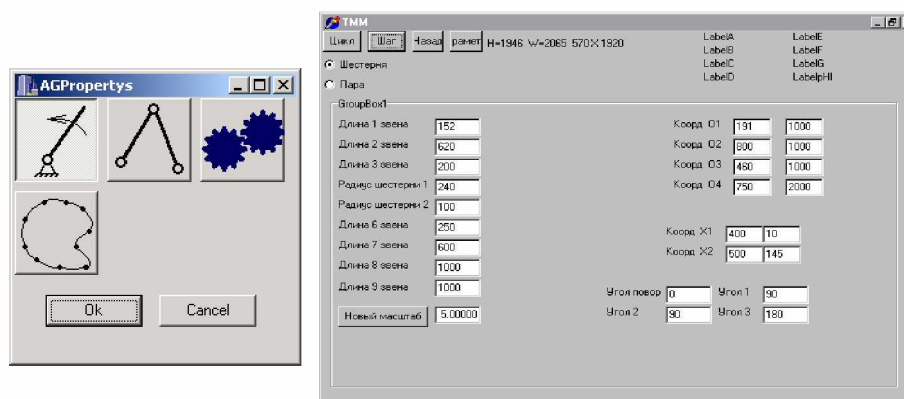 AGPropertys
Ok
Cancel
TMM
Цикл Шаг Назад рамет H=1946 W=2065 570X1920
LabelA LabelE
LabelB LabelF
LabelC LabelG
LabelD LabelpHI
Шестерня
Пара
GroupBox1
Длина 1 звена 152
Длина 2 звена 620
Длина 3 звена 200
Радиус шестерни 1 240
Радиус шестерни 2 100
Длина 6 звена 250
Длина 7 звена 600
Длина 8 звена 1000
Длина 9 звена 1000
Новый масштаб 5.00000
Коорд O1 191 1000
Коорд O2 800 1000
Коорд O3 460 1000
Коорд O4 750 2000
Коорд X1 400 10
Коорд X2 500 145
Угол повор 0 Угол 1 90
Угол 2 90 Угол 3 180